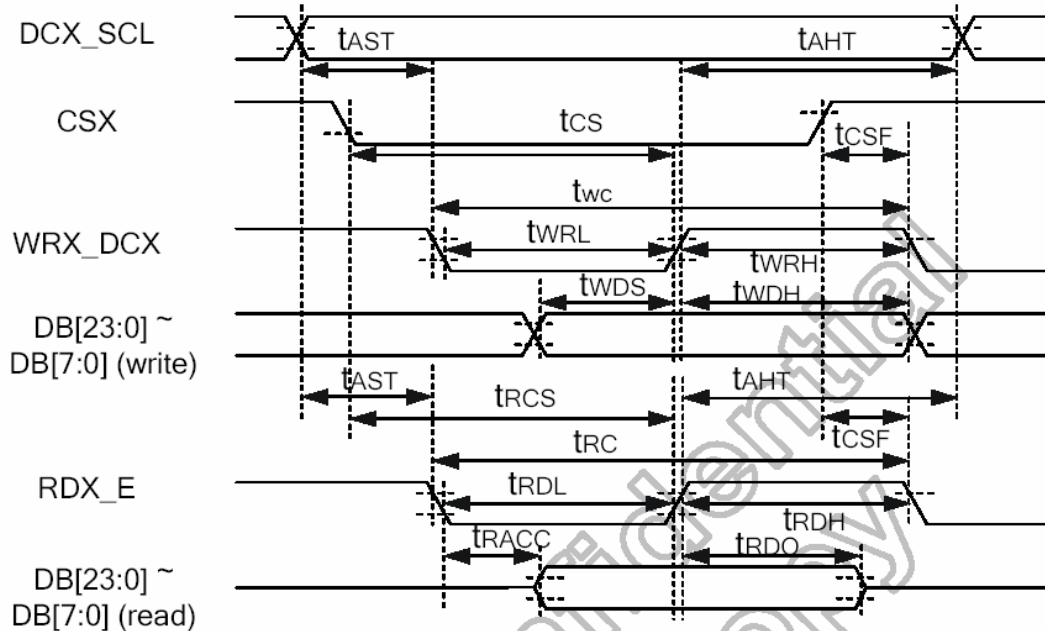 DCX_SCL
tAST
tAHT
CSX
tCS
tCSF
twc
WRX_DCX
tWRL
tWRH
tWDS
tWDH
DB[23:0] ~
DB[7:0] (write)
tAST
tAHT
tRCS
tCSF
tRC
RDX_E
tRDL
tRDH
tRACC
tRDO
DB[23:0] ~
DB[7:0] (read)